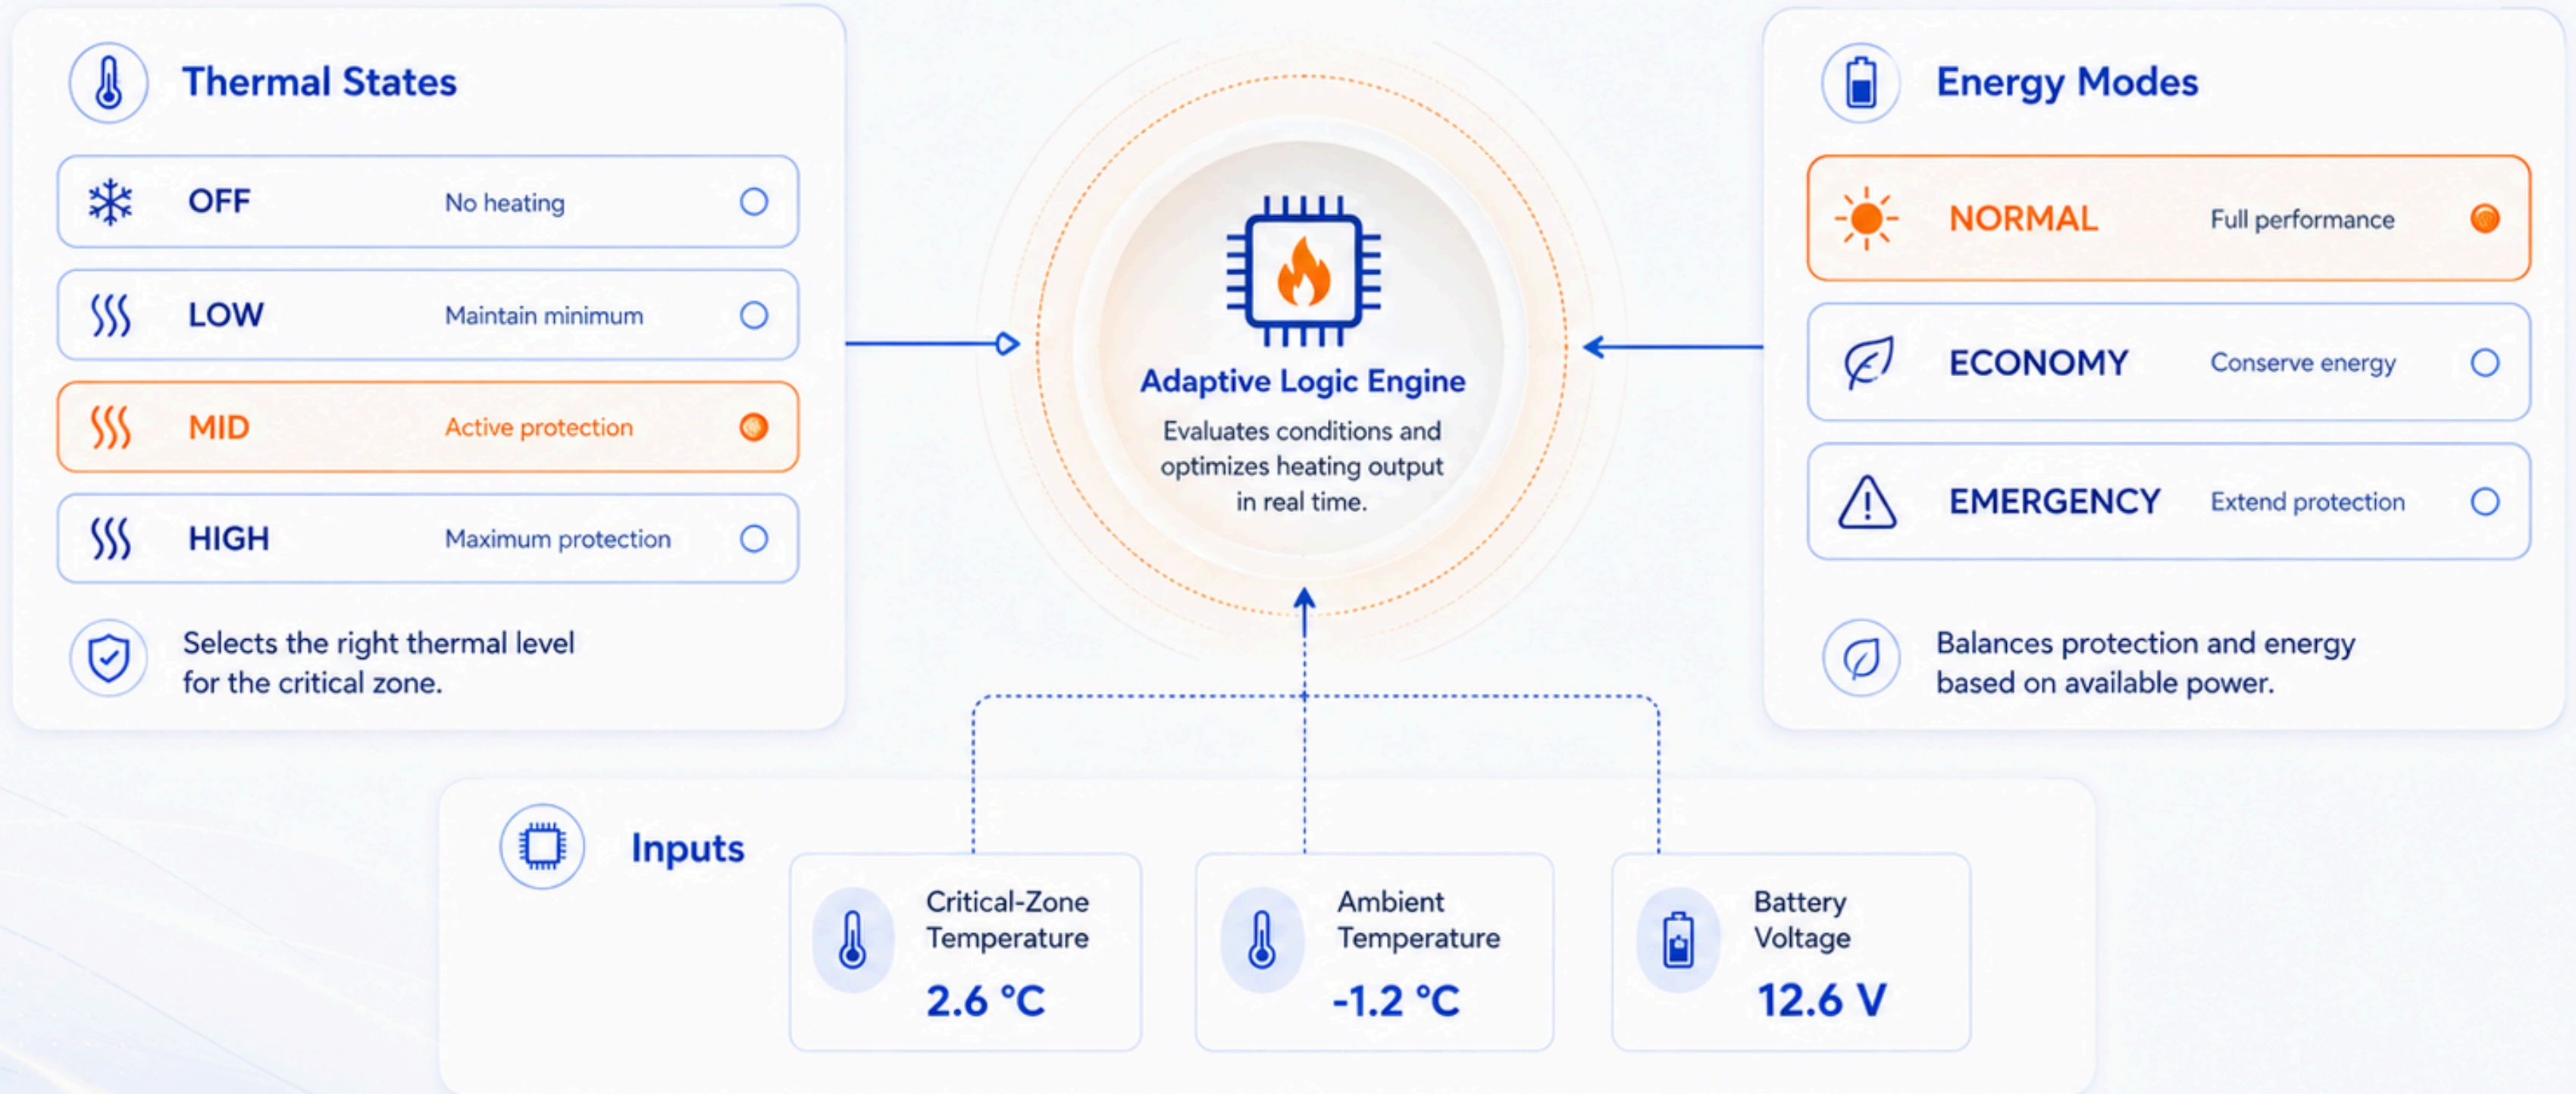 Thermal States
OFF No heating
LOW Maintain minimum
MID Active protection
HIGH Maximum protection
Selects the right thermal level
for the critical zone.
Adaptive Logic Engine
Evaluates conditions and
optimizes heating output
in real time.
Energy Modes
NORMAL Full performance
ECONOMY Conserve energy
EMERGENCY Extend protection
Balances protection and energy
based on available power.
Inputs
Critical-Zone
Temperature
2.6 °C
Ambient
Temperature
-1.2 °C
Battery
Voltage
12.6 V